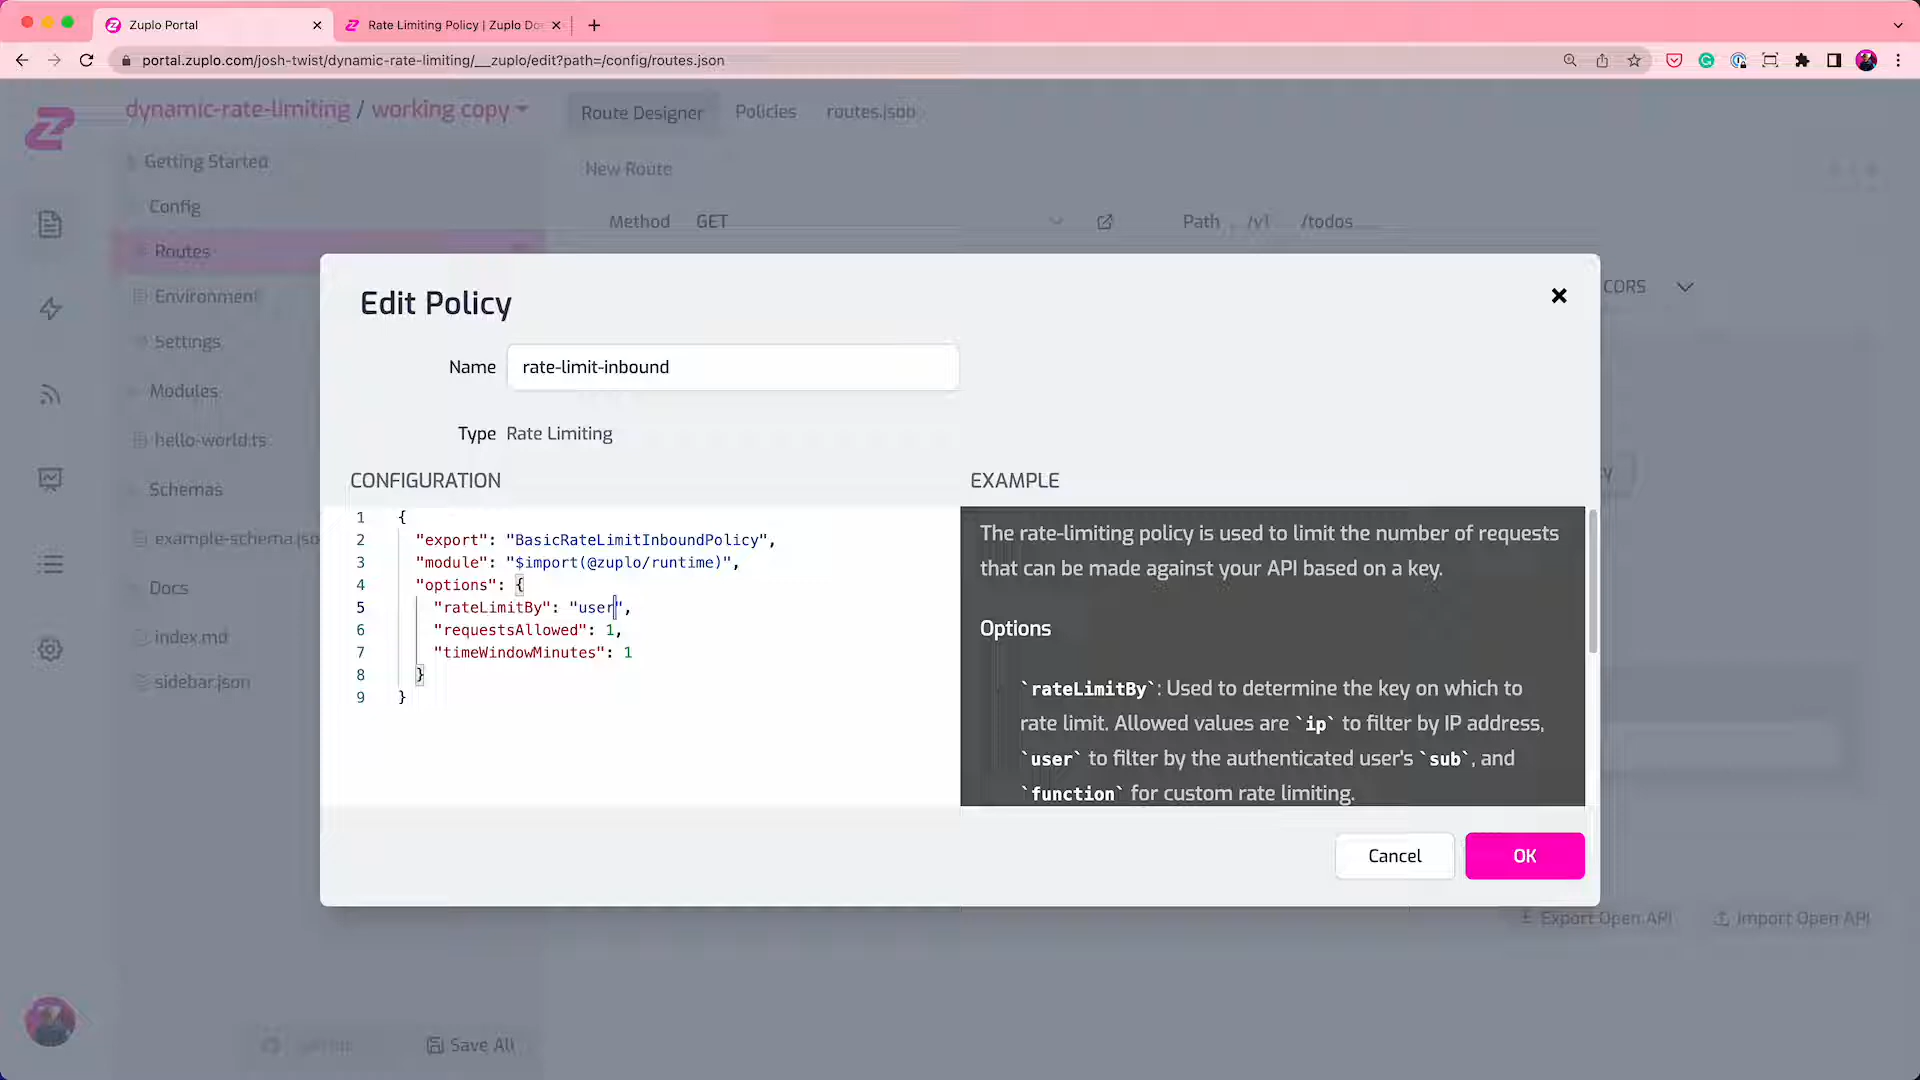 Zuplo Portal
Rate Limiting Policy | Zuplo Do
portal.zuplo.com/josh-twist/dynamic-rate-limiting/__zuplo/edit?path=/config/routes.json
dynamic-rate-limiting / working copy
Route Designer
Policies
routes.json
Getting Started
New Route
Config
Method GET
Path /v1 /todos
Routes
CORS
Environment
Settings
Modules
hello-world.ts
Schemas
example-schema.jso
Docs
index.md
sidebar.json
Edit Policy
Name rate-limit-inbound
Type Rate Limiting
CONFIGURATION
1 {
2 "export": "BasicRateLimitInboundPolicy",
3 "module": "$import(@zuplo/runtime)",
4 "options": {
5 "rateLimitBy": "user",
6 "requestsAllowed": 1,
7 "timeWindowMinutes": 1
8 }
9 }
EXAMPLE
The rate-limiting policy is used to limit the number of requests
that can be made against your API based on a key.
Options
`rateLimitBy`: Used to determine the key on which to
rate limit. Allowed values are `ip` to filter by IP address,
`user` to filter by the authenticated user's `sub`, and
`function` for custom rate limiting.
Cancel
OK
Export Open API
Import Open API
Save All